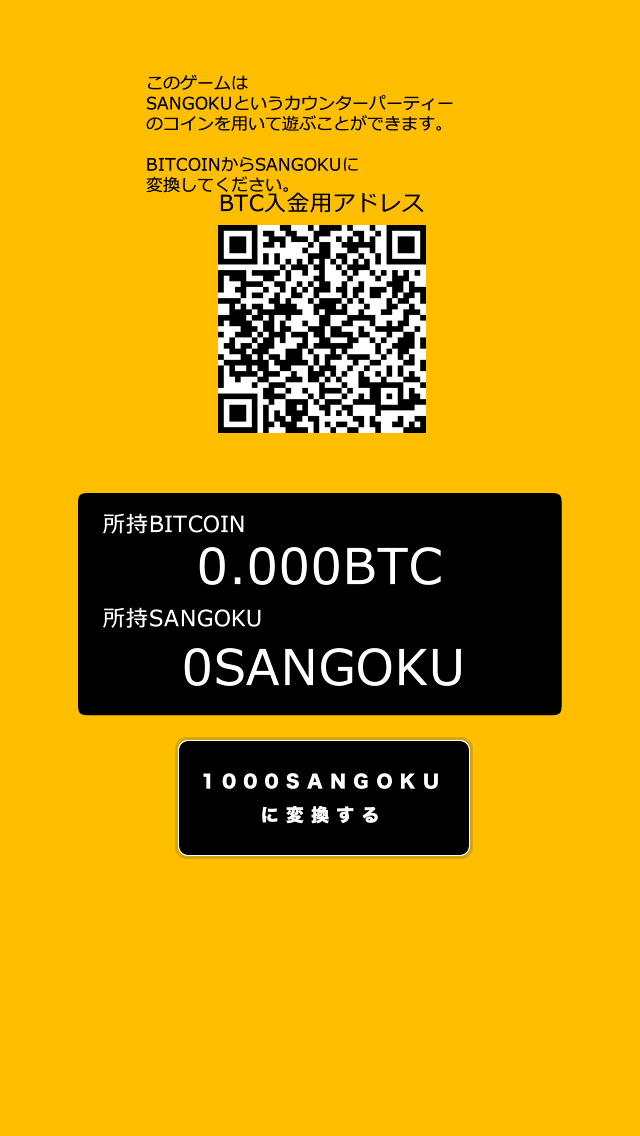 このゲームは
SANGOKUというカウンターパーティー
のコインを用いて遊ぶことができます。
BITCOINからSANGOKUに
変換してください。
BTC入金用アドレス
所持BITCOIN
0.000BTC
所持SANGOKU
0SANGOKU
1000SANGOKU
に変換する